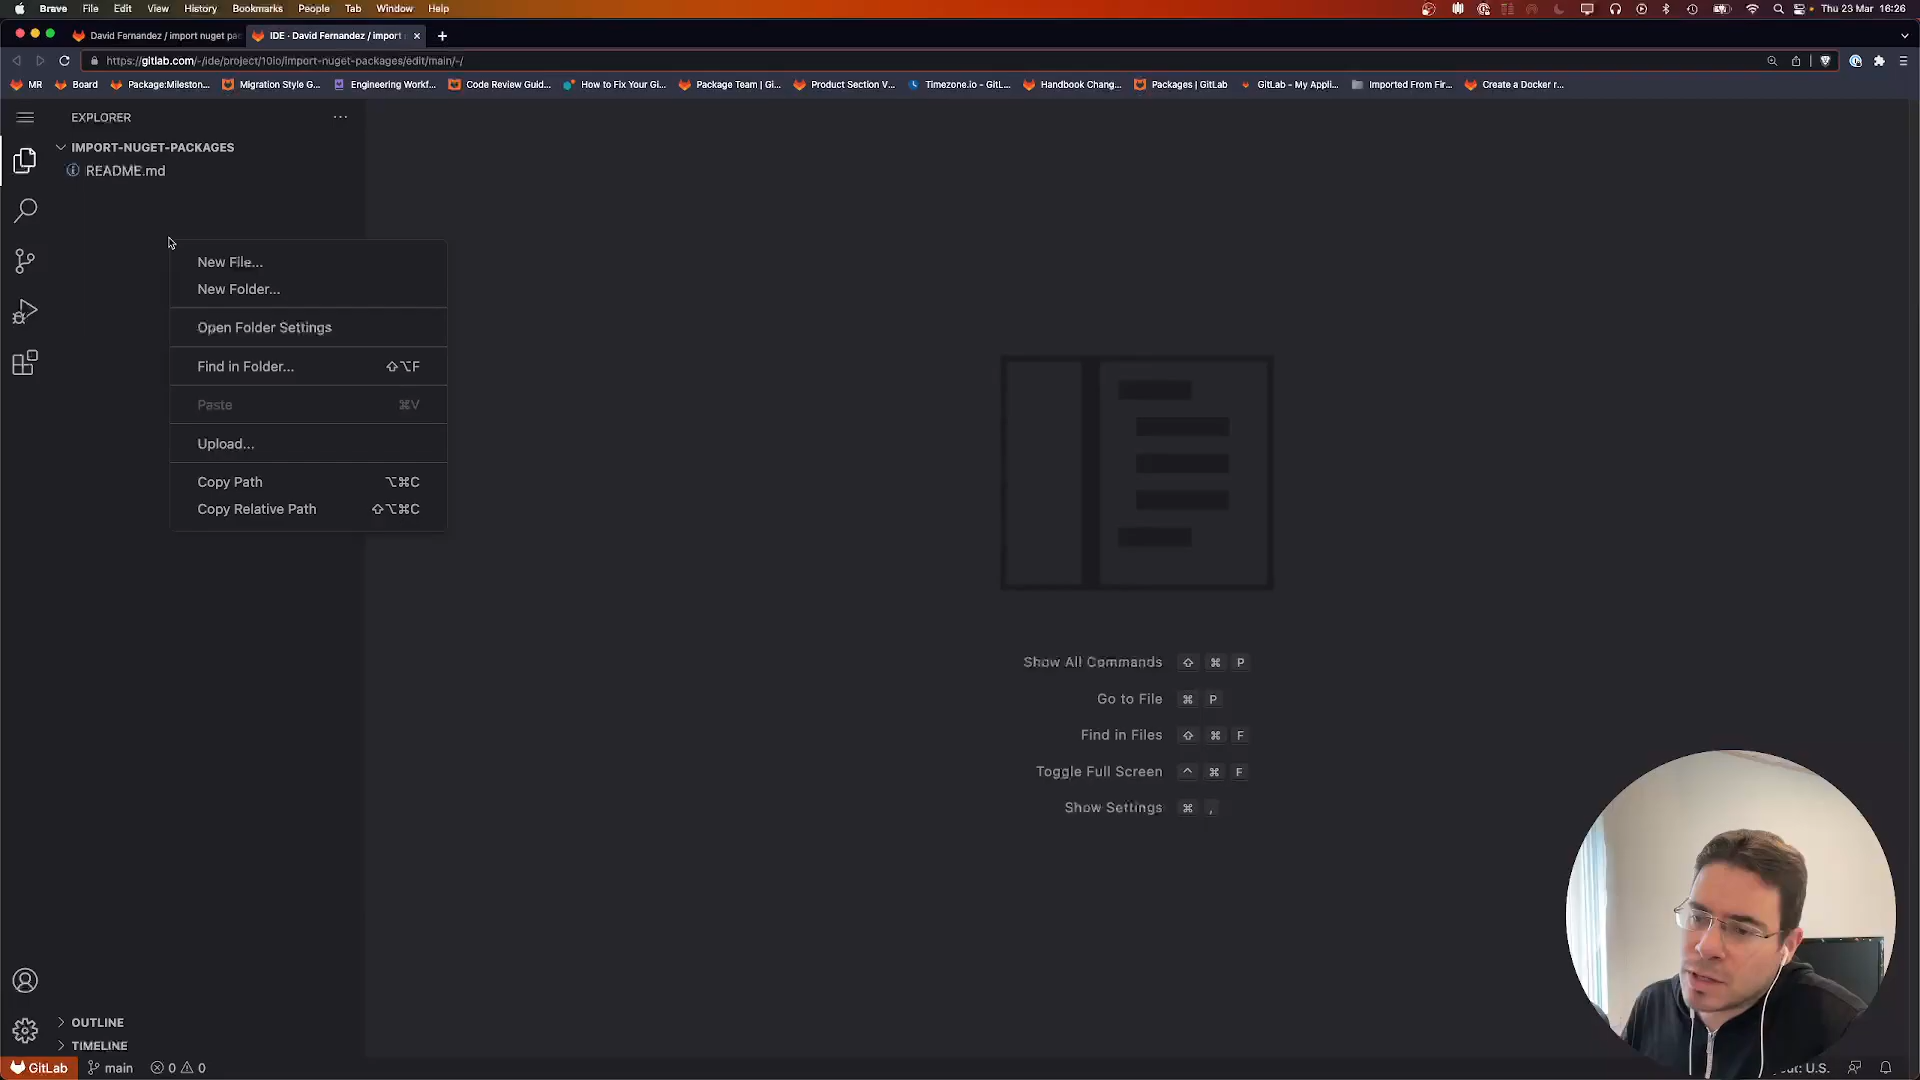 Brave File Edit View History Bookmarks People Tab Window Help Thu 23 Mar 16:26
David Fernandez / import nuget pa IDE · David Fernandez / import
https://gitlab.com/-/ide/project/10io/import-nuget-packages/edit/main/-/
MR Board Package:Mileston... Migration Style G... Engineering Workf... Code Review Guid... How to Fix Your Gi... Package Team | Gi... Product Section V... Timezone.io - GitL... Handbook Chang... Packages | GitLab GitLab - My Appli... Imported From Fir... Create a Docker r...
EXPLORER
IMPORT-NUGET-PACKAGES
README.md
New File...
New Folder...
Open Folder Settings
Find in Folder... ⇧⌥F
Paste ⌘V
Upload...
Copy Path ⌥⌘C
Copy Relative Path ⇧⌥⌘C
Show All Commands ⇧ ⌘ P
Go to File ⌘ P
Find in Files ⇧ ⌘ F
Toggle Full Screen ^ ⌘ F
Show Settings ⌘ ,
OUTLINE
TIMELINE
GitLab main 0 0 U.S.